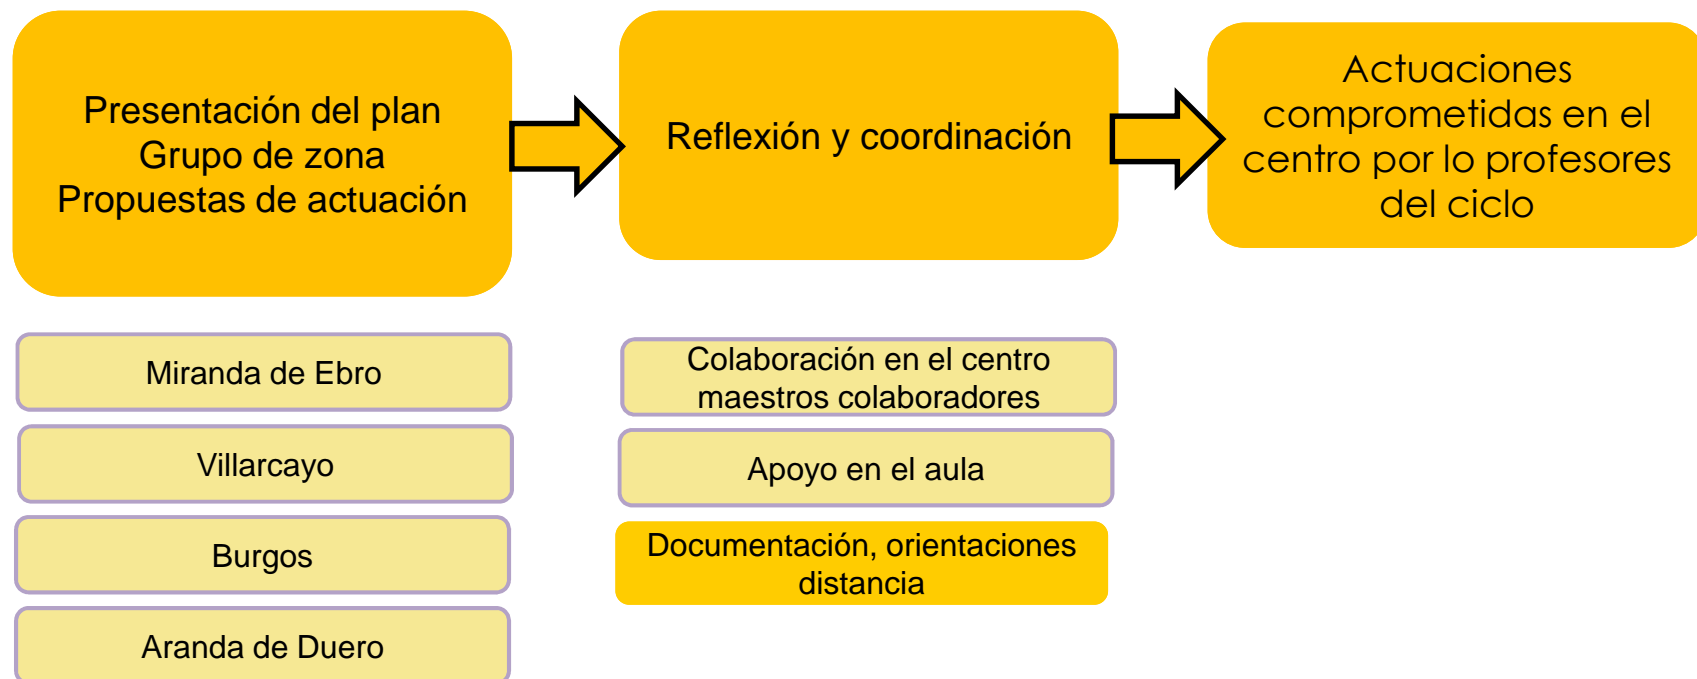 Presentación del plan
Grupo de zona
Propuestas de actuación
Reflexión y coordinación
Actuaciones
comprometidas en el
centro por lo profesores
del ciclo
Miranda de Ebro
Villarcayo
Burgos
Aranda de Duero
Colaboración en el centro
maestros colaboradores
Apoyo en el aula
Documentación, orientaciones
distancia